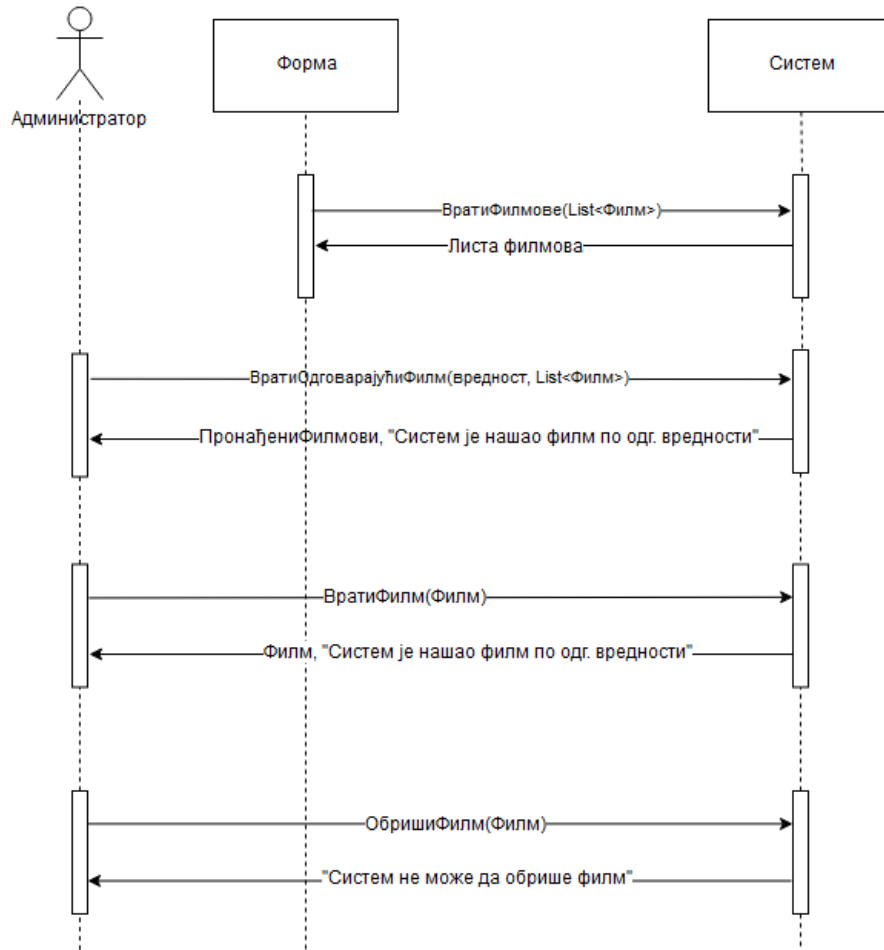 Форма
Систем
Администратор
ВратиФилмове(List<Филм>)
Листа филмова
ВратиОдговарајућиФилм(вредност, List<Филм>)
ПронађениФилмови, "Систем је нашао филм по одг. вредности"
ВратиФилм(Филм)
Филм, "Систем је нашао филм по одг. вредности"
ОбришиФилм(Филм)
"Систем не може да обрише филм"